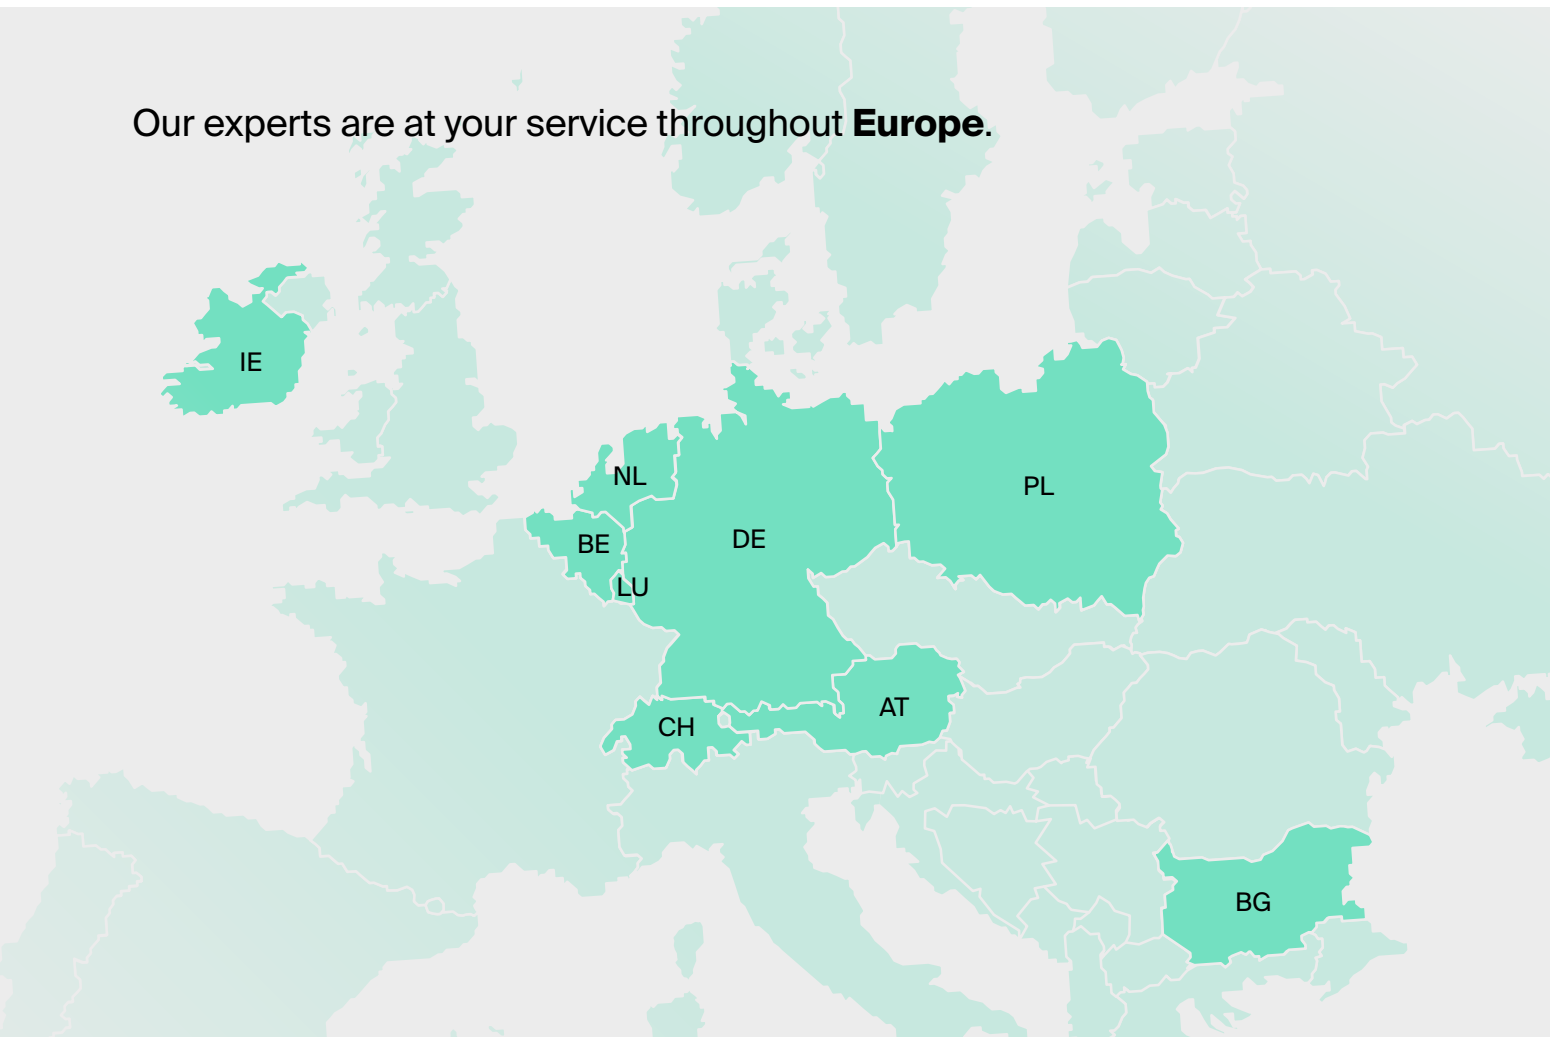 Our experts are at your service throughout Europe.
IE
NL
PL
BE
DE
LU
CH
AT
BG